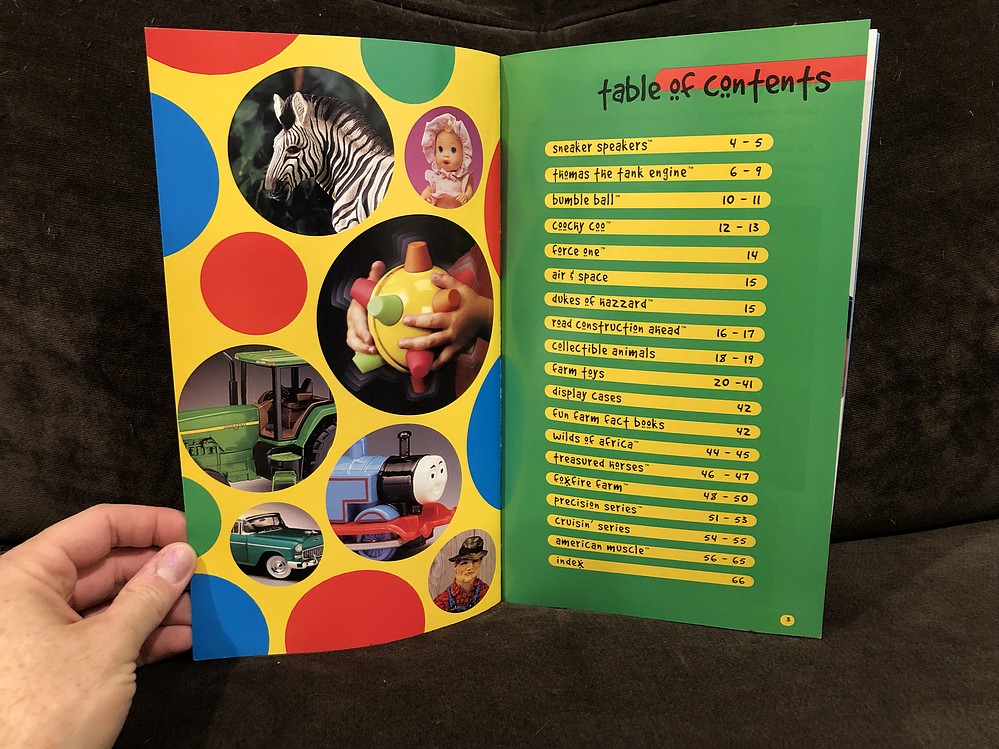 table of contents
sneaker speakers™ 4 - 5
thomas the tank engine™ 6 - 9
bumble ball™ 10 - 11
coochy coo™ 12 - 13
force one™ 14
air & space 15
dukes of hazzard™ 15
road construction ahead™ 16 - 17
collectible animals 18 - 19
farm toys 20 -41
display cases 42
fun farm fact books 42
wilds of africa™ 44 - 45
treasured horses™ 46 - 47
foxfire farm™ 48 - 50
precision series™ 51 - 53
cruisin' series 54 - 55
american muscle™ 56 - 65
index 66
3